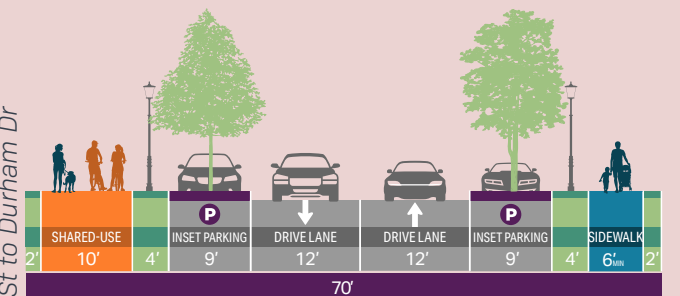 St to Durham Dr
P
P
SHARED-USE
INSET PARKING
DRIVE LANE
DRIVE LANE
INSET PARKING
SIDEWALK
2'
10'
4'
9'
12'
12'
9'
4'
6' MIN
2'
70'